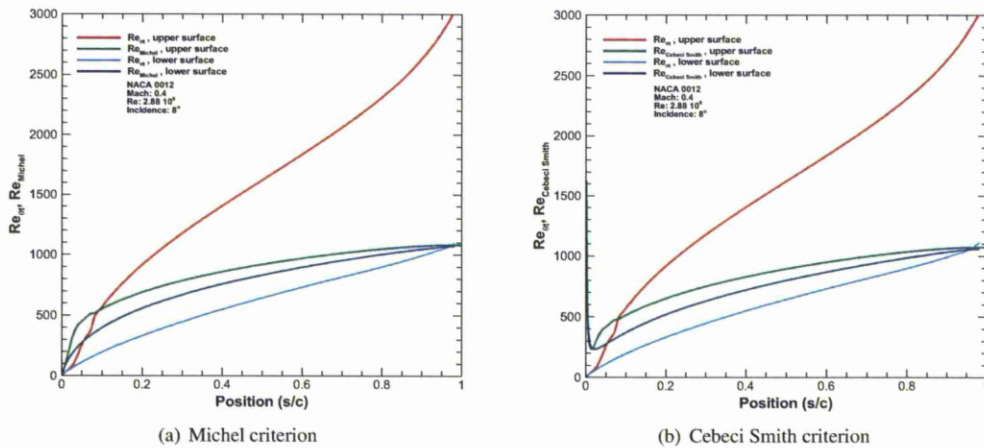 3000
2500
2000
1500
1000
500
0
Re_θt, Re_Michel
Re_θt, upper surface
Re_Michel, upper surface
Re_θt, lower surface
Re_Michel, lower surface
NACA 0012
Mach: 0.4
Re: 2.88 10⁶
Incidence: 8°
0 0.2 0.4 0.6 0.8 1
Position (s/c)
(a) Michel criterion
3000
2500
2000
1500
1000
500
0
Re_θt, Re_Cebeci Smith
Re_θt, upper surface
Re_Cebeci Smith, upper surface
Re_θt, lower surface
Re_Cebeci Smith, lower surface
NACA 0012
Mach: 0.4
Re: 2.88 10⁶
Incidence: 8°
0 0.2 0.4 0.6 0.8 1
Position (s/c)
(b) Cebeci Smith criterion